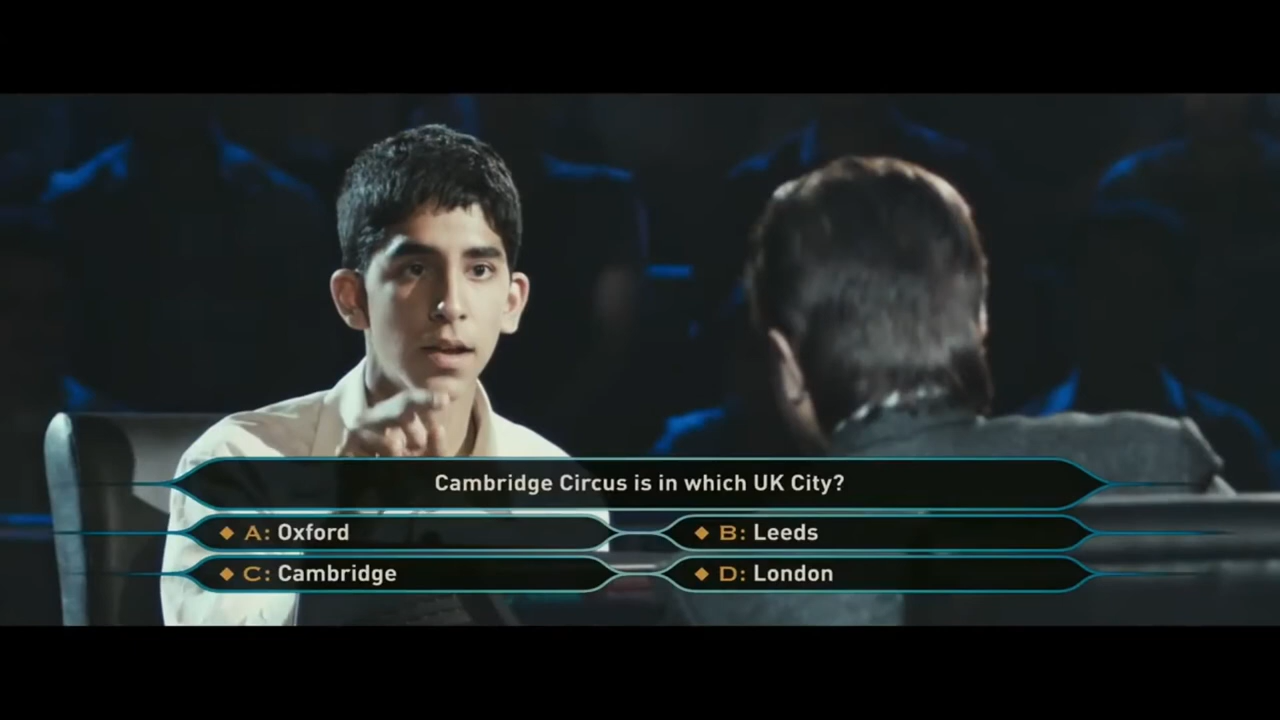 Cambridge Circus is in which UK City?
A: Oxford
B: Leeds
C: Cambridge
D: London